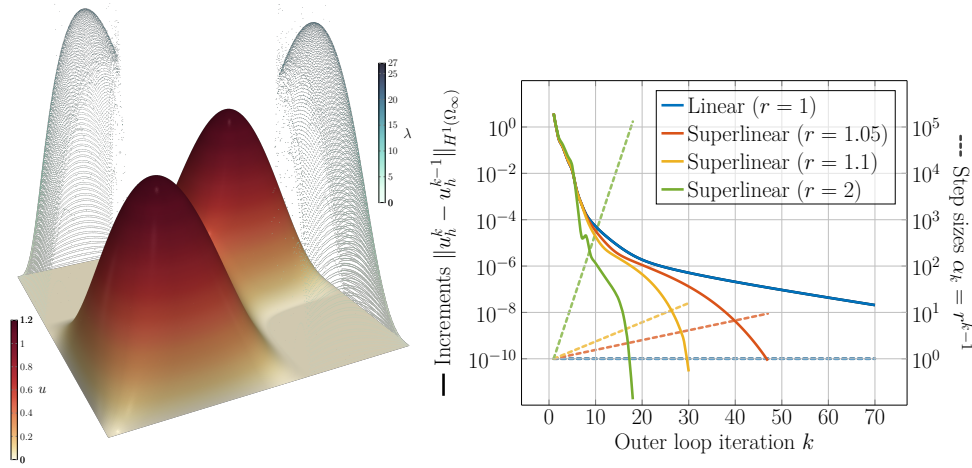 27
25
20
15
10
5
0
λ
1.2
1
0.8
0.6
0.4
0.2
0
u
Increments ||u_h^k − u_h^{k−1}||_{H^1(Ω_∞)}
10^0
10^{−2}
10^{−4}
10^{−6}
10^{−8}
10^{−10}
Linear (r = 1)
Superlinear (r = 1.05)
Superlinear (r = 1.1)
Superlinear (r = 2)
10^5
10^4
10^3
10^2
10^1
10^0
Step sizes α_k = r^{k−1}
0 10 20 30 40 50 60 70
Outer loop iteration k